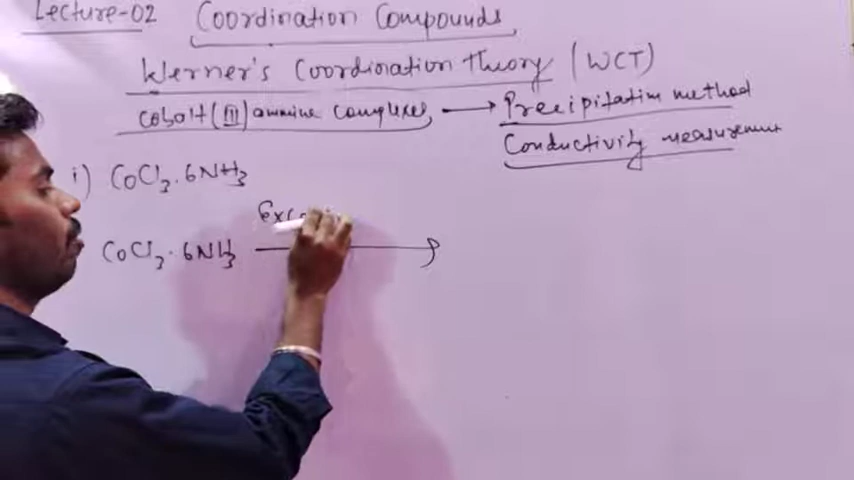 Lecture-02
Coordination Compounds
Werner's Coordination Theory (WCT)
Cobalt(III) ammine complexes → Precipitation method
Conductivity measurement
i) CoCl3.6NH3
CoCl3.6NH3 →